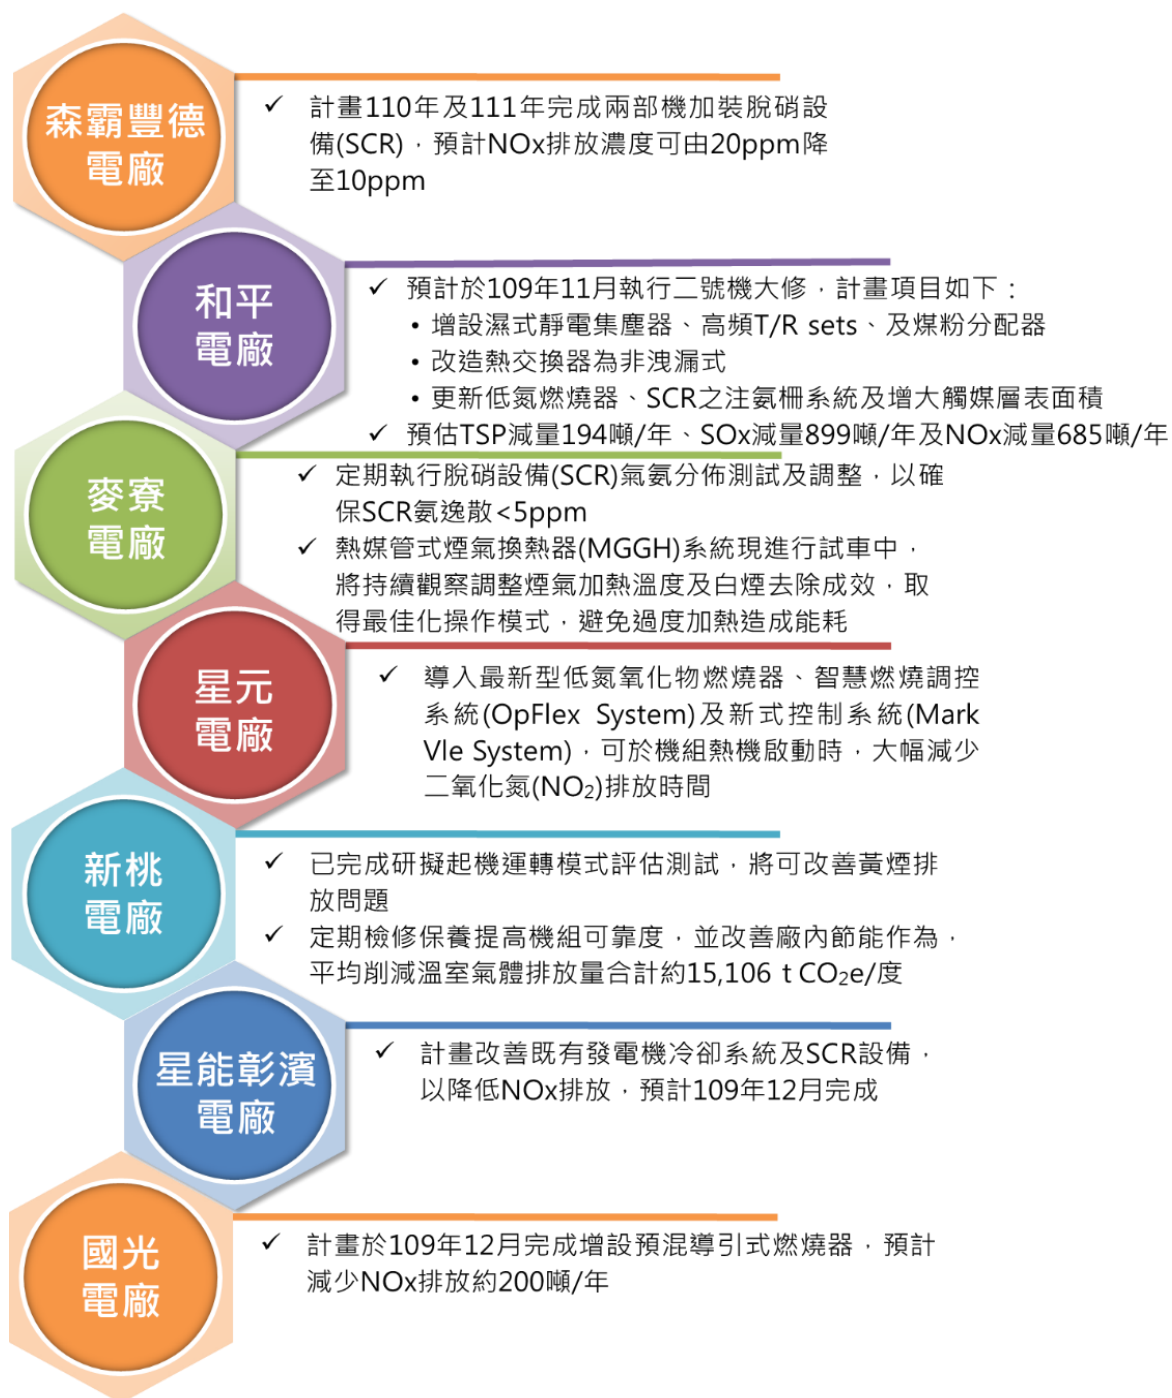 森霸豐德
電廠
✓ 計畫110年及111年完成兩部機加裝脫硝設
備(SCR)，預計NOx排放濃度可由20ppm降
至10ppm
和平
電廠
✓ 預計於109年11月執行二號機大修，計畫項目如下：
•增設濕式靜電集塵器、高頻T/R sets、及煤粉分配器
•改造熱交換器為非洩漏式
•更新低氮燃燒器、SCR之注氨柵系統及增大觸媒層表面積
✓ 預估TSP減量194噸/年、SOx減量899噸/年及NOx減量685噸/年
麥寮
電廠
✓ 定期執行脫硝設備(SCR)氣氨分佈測試及調整，以確
保SCR氨逸散<5ppm
✓ 熱媒管式煙氣換熱器(MGGH)系統現進行試車中，
將持續觀察調整煙氣加熱溫度及白煙去除成效，取
得最佳化操作模式，避免過度加熱造成能耗
星元
電廠
✓ 導入最新型低氮氧化物燃燒器、智慧燃燒調控
系統(OpFlex System)及新式控制系統(Mark
Vle System)，可於機組熱機啟動時，大幅減少
二氧化氮(NO₂)排放時間
新桃
電廠
✓ 已完成研擬起機運轉模式評估測試，將可改善黃煙排
放問題
✓ 定期檢修保養提高機組可靠度，並改善廠內節能作為，
平均削減溫室氣體排放量合計約15,106 t CO₂e/度
星能彰濱
電廠
✓ 計畫改善既有發電機冷卻系統及SCR設備，
以降低NOx排放，預計109年12月完成
國光
電廠
✓ 計畫於109年12月完成增設預混導引式燃燒器，預計
減少NOx排放約200噸/年